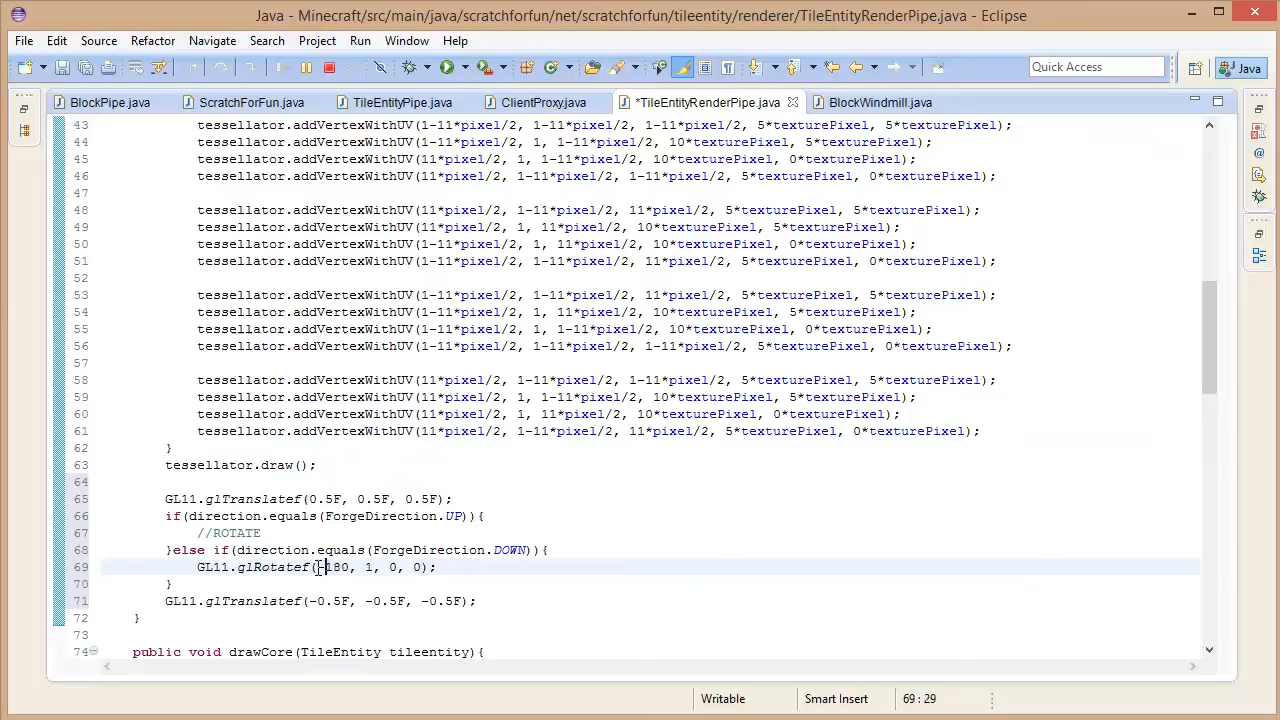 Java - Minecraft/src/main/java/scratchforfun/net/scratchforfun/tileentity/renderer/TileEntityRenderPipe.java - Eclipse
File Edit Source Refactor Navigate Search Project Run Window Help
Quick Access
Java
BlockPipe.java ScratchForFun.java TileEntityPipe.java ClientProxy.java *TileEntityRenderPipe.java BlockWindmill.java
43 tessellator.addVertexWithUV(1-11*pixel/2, 1-11*pixel/2, 1-11*pixel/2, 5*texturePixel, 5*texturePixel);
44 tessellator.addVertexWithUV(1-11*pixel/2, 1, 1-11*pixel/2, 10*texturePixel, 5*texturePixel);
45 tessellator.addVertexWithUV(11*pixel/2, 1, 1-11*pixel/2, 10*texturePixel, 0*texturePixel);
46 tessellator.addVertexWithUV(11*pixel/2, 1-11*pixel/2, 1-11*pixel/2, 5*texturePixel, 0*texturePixel);
47
48 tessellator.addVertexWithUV(11*pixel/2, 1-11*pixel/2, 11*pixel/2, 5*texturePixel, 5*texturePixel);
49 tessellator.addVertexWithUV(11*pixel/2, 1, 11*pixel/2, 10*texturePixel, 5*texturePixel);
50 tessellator.addVertexWithUV(1-11*pixel/2, 1, 11*pixel/2, 10*texturePixel, 0*texturePixel);
51 tessellator.addVertexWithUV(1-11*pixel/2, 1-11*pixel/2, 11*pixel/2, 5*texturePixel, 0*texturePixel);
52
53 tessellator.addVertexWithUV(1-11*pixel/2, 1-11*pixel/2, 11*pixel/2, 5*texturePixel, 5*texturePixel);
54 tessellator.addVertexWithUV(1-11*pixel/2, 1, 11*pixel/2, 10*texturePixel, 5*texturePixel);
55 tessellator.addVertexWithUV(1-11*pixel/2, 1, 1-11*pixel/2, 10*texturePixel, 0*texturePixel);
56 tessellator.addVertexWithUV(1-11*pixel/2, 1-11*pixel/2, 1-11*pixel/2, 5*texturePixel, 0*texturePixel);
57
58 tessellator.addVertexWithUV(11*pixel/2, 1-11*pixel/2, 1-11*pixel/2, 5*texturePixel, 5*texturePixel);
59 tessellator.addVertexWithUV(11*pixel/2, 1, 1-11*pixel/2, 10*texturePixel, 5*texturePixel);
60 tessellator.addVertexWithUV(11*pixel/2, 1, 11*pixel/2, 10*texturePixel, 0*texturePixel);
61 tessellator.addVertexWithUV(11*pixel/2, 1-11*pixel/2, 11*pixel/2, 5*texturePixel, 0*texturePixel);
62 }
63 tessellator.draw();
64
65 GL11.glTranslatef(0.5F, 0.5F, 0.5F);
66 if(direction.equals(ForgeDirection.UP)){
67 //ROTATE
68 }else if(direction.equals(ForgeDirection.DOWN)){
69 GL11.glRotatef(-180, 1, 0, 0);
70 }
71 GL11.glTranslatef(-0.5F, -0.5F, -0.5F);
72 }
73
74 public void drawCore(TileEntity tileentity){
Writable Smart Insert 69 : 29